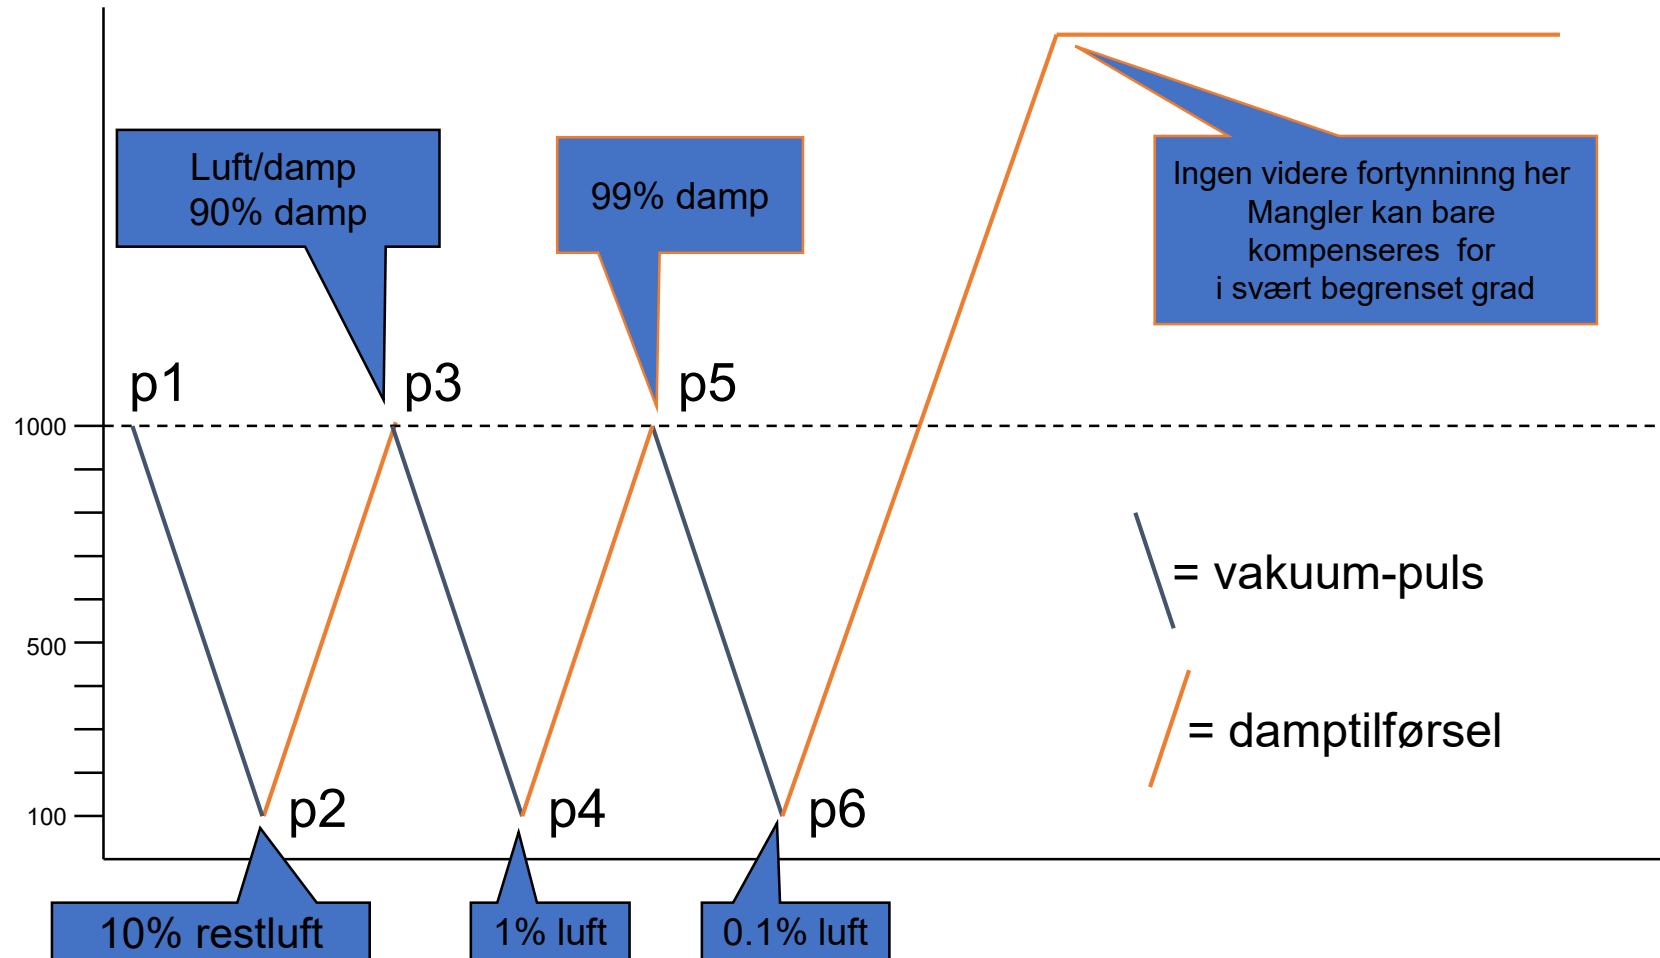 Luft/damp
90% damp
99% damp
Ingen videre fortynninng her
Mangler kan bare
kompenseres for
i svært begrenset grad
p1
p3
p5
1000
500
100
= vakuum-puls
= damptilførsel
p2
p4
p6
10% restluft
1% luft
0.1% luft